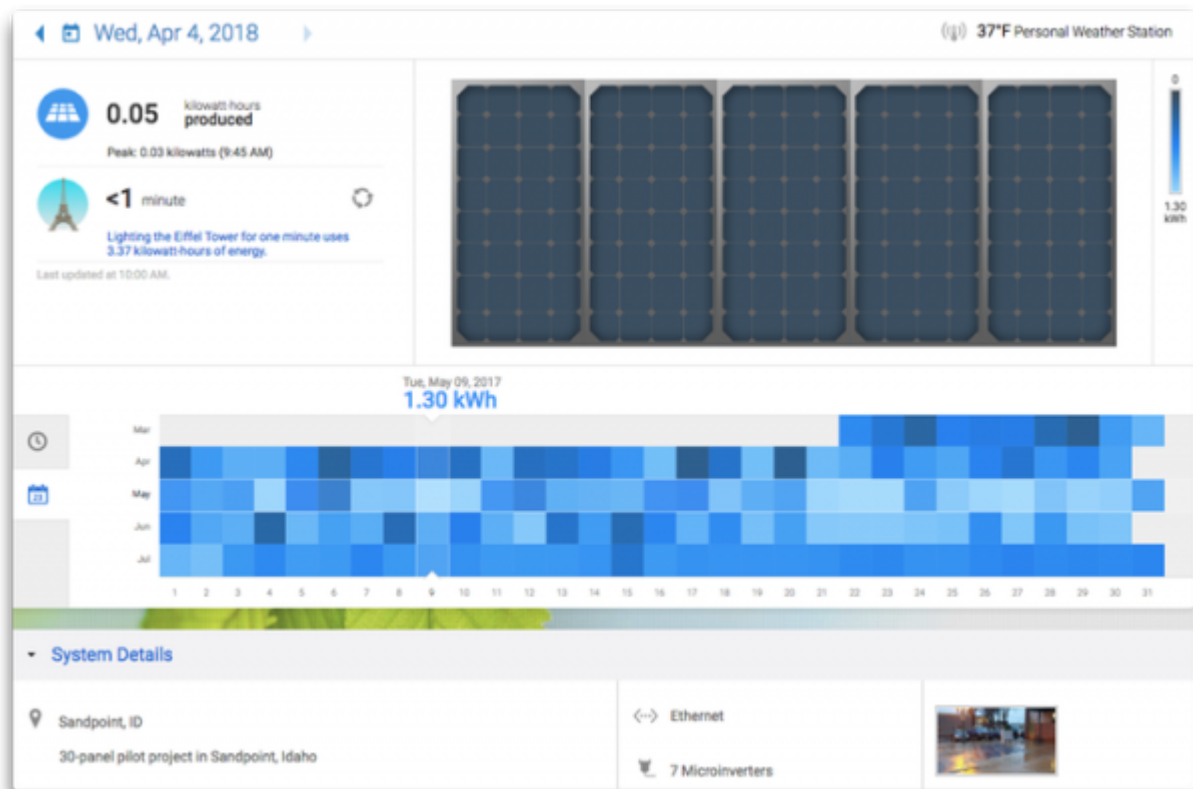 Wed, Apr 4, 2018
37°F Personal Weather Station
0.05 kilowatt-hours produced
Peak: 0.03 kilowatts (9:45 AM)
<1 minute
Lighting the Eiffel Tower for one minute uses
3.37 kilowatt-hours of energy.
Last updated at 10:00 AM.
0
1.30
kWh
Tue, May 09, 2017
1.30 kWh
Mar
Apr
May
Jun
Jul
23
1 2 3 4 5 6 7 8 9 10 11 12 13 14 15 16 17 18 19 20 21 22 23 24 25 26 27 28 29 30 31
System Details
Sandpoint, ID
30-panel pilot project in Sandpoint, Idaho
Ethernet
7 Microinverters